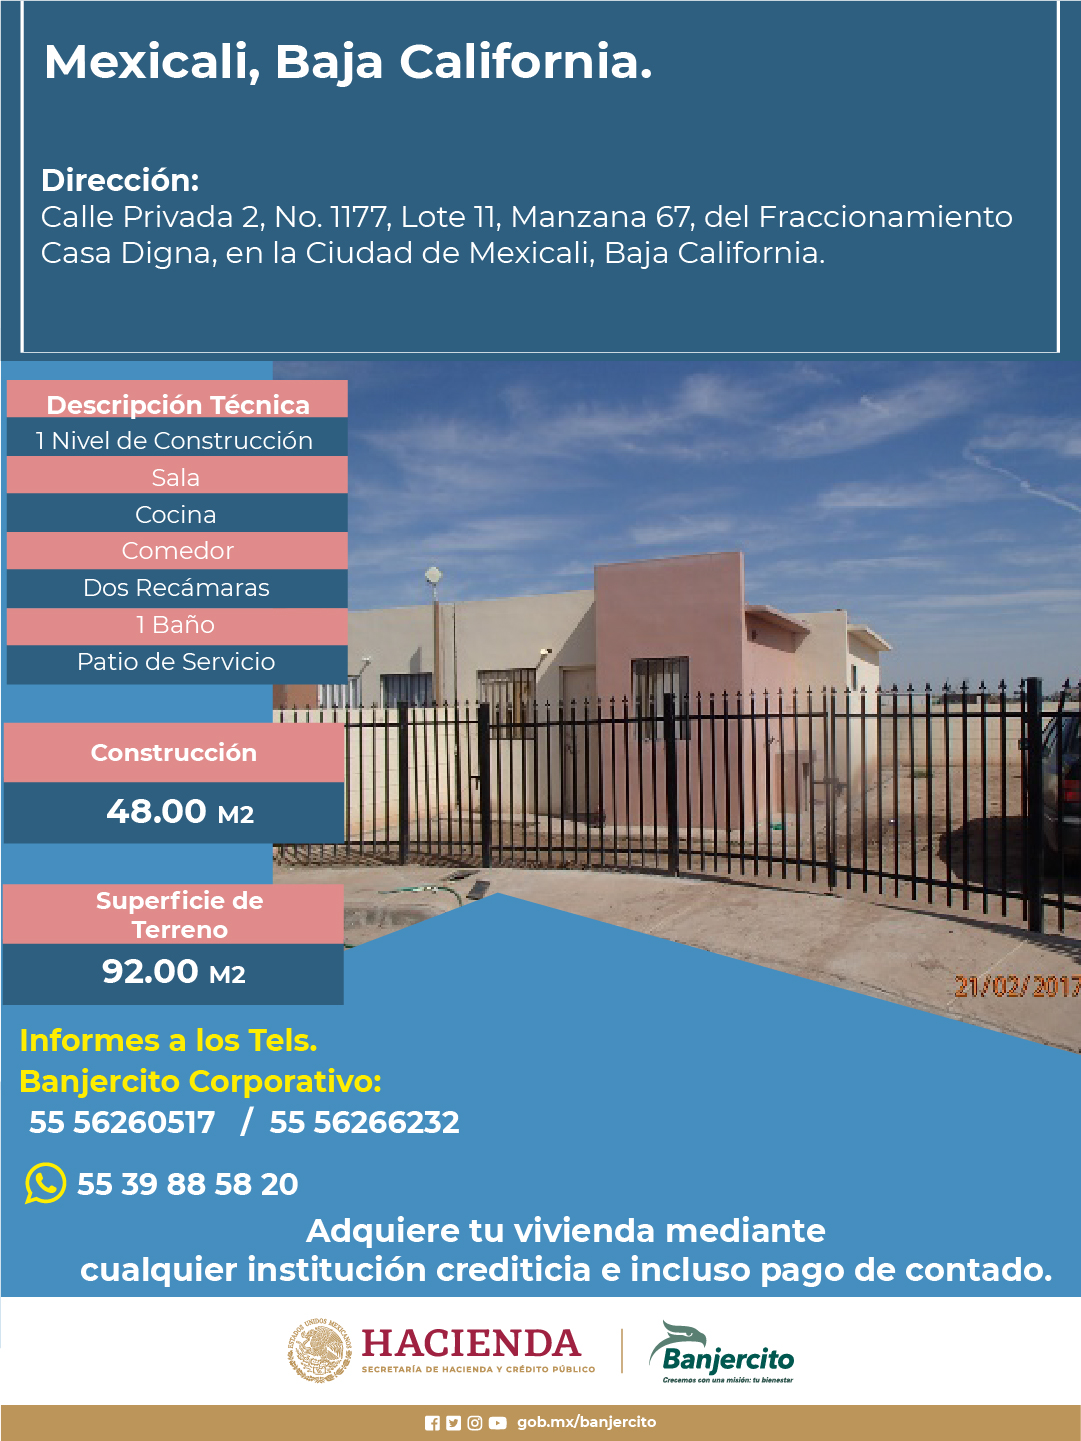 Mexicali, Baja California.
Dirección:
Calle Privada 2, No. 1177, Lote 11, Manzana 67, del Fraccionamiento
Casa Digna, en la Ciudad de Mexicali, Baja California.
Descripción Técnica
1 Nivel de Construcción
Sala
Cocina
Comedor
Dos Recámaras
1 Baño
Patio de Servicio
Construcción
48.00 M2
Superficie de
Terreno
92.00 M2
21/02/2017
Informes a los Tels.
Banjercito Corporativo:
55 56260517 / 55 56266232
55 39 88 58 20
Adquiere tu vivienda mediante
cualquier institución crediticia e incluso pago de contado.
ESTADOS UNIDOS MEXICANOS
HACIENDA
SECRETARÍA DE HACIENDA Y CRÉDITO PÚBLICO
Banjercito
Crecemos con una misión: tu bienestar
gob.mx/banjercito